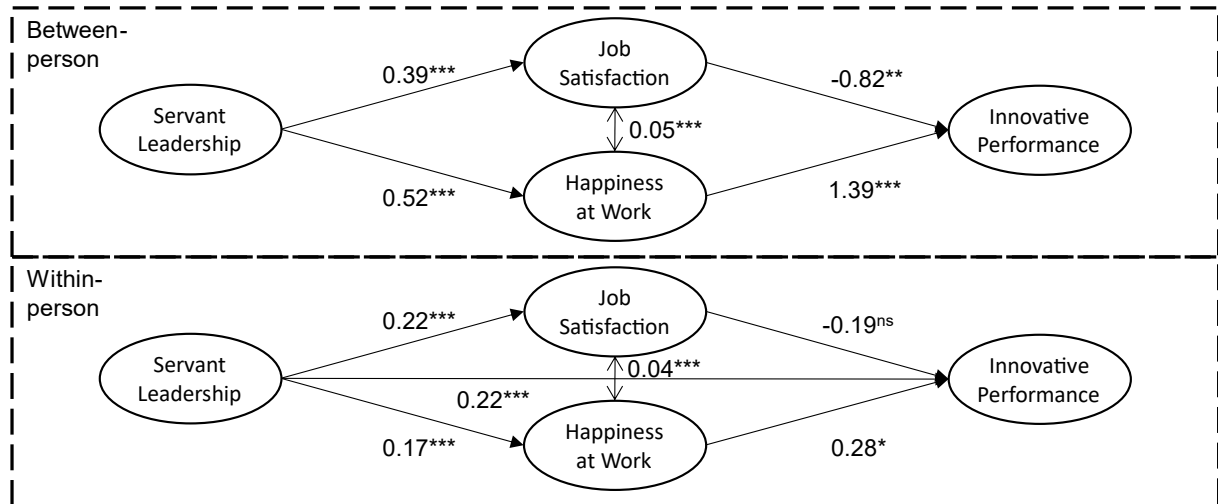 Between-
person
Job
Satisfaction
0.39***
-0.82**
Servant
Leadership
0.05***
Innovative
Performance
0.52***
Happiness
at Work
1.39***
Within-
person
Job
Satisfaction
0.22***
-0.19ns
Servant
Leadership
0.04***
Innovative
Performance
0.22***
0.17***
Happiness
at Work
0.28*